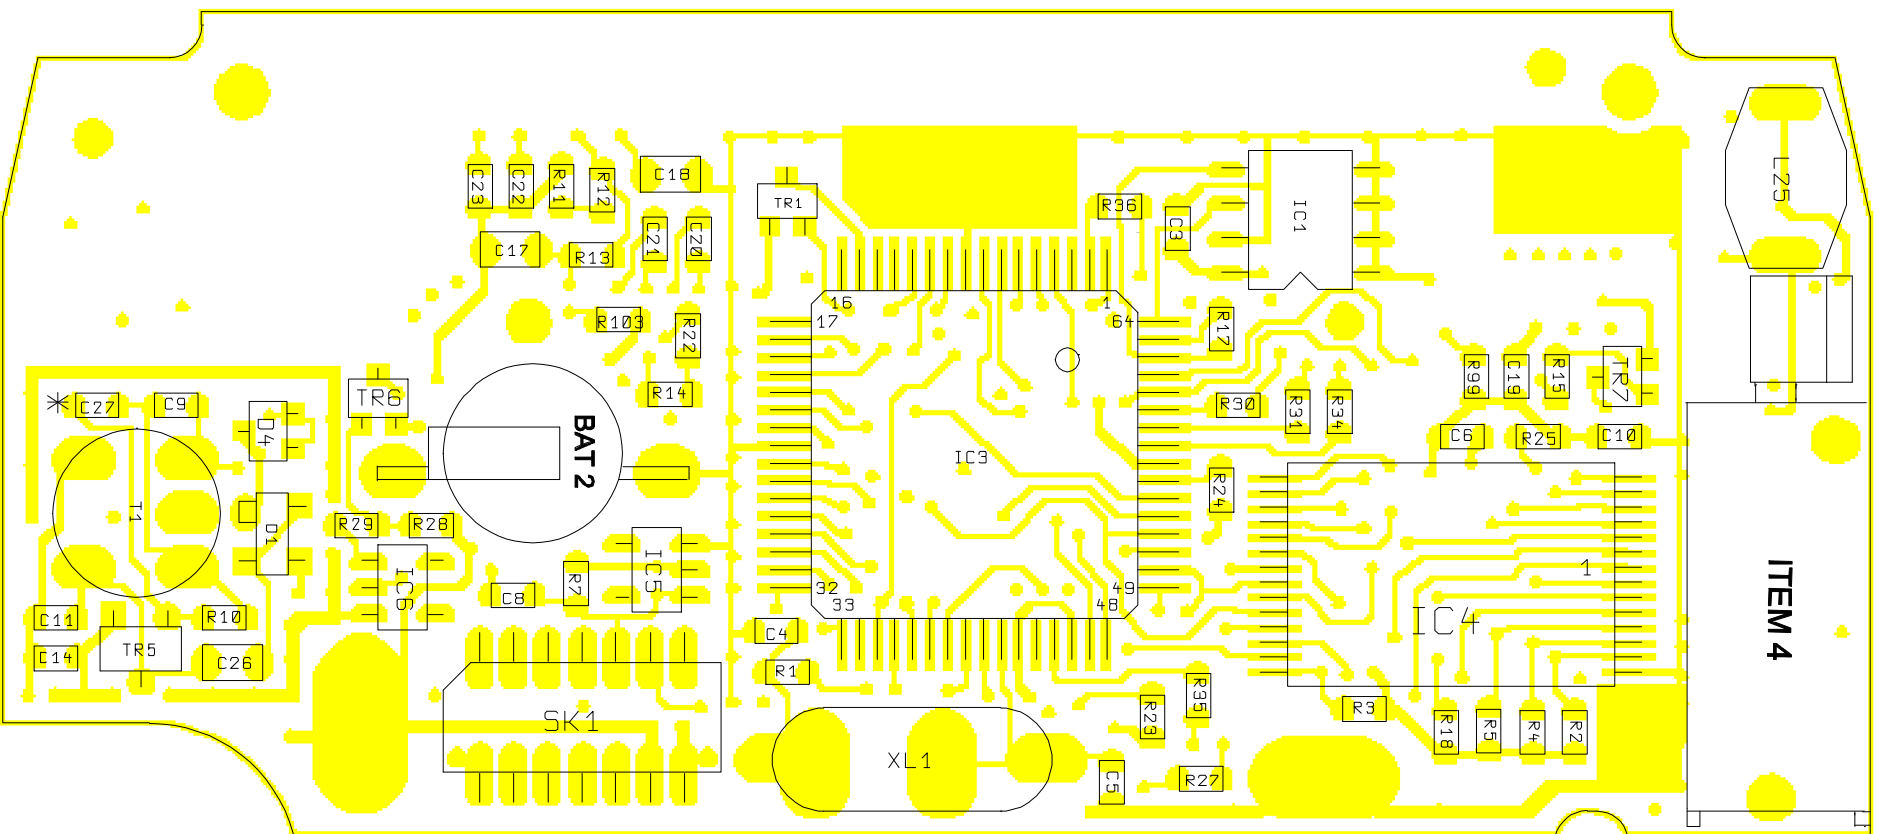 C23
C22
R11
R12
C18
TR1
R36
C3
IC1
LZ5
C17
R13
C21
C20
16
17
1
64
R103
R22
R17
R99
C19
R15
TR7
C27
C9
D4
TR6
R14
R30
R31
R34
BAT 2
C6
R25
C10
IC3
T1
D1
R29
R28
R24
IC6
IC5
R7
C8
32
33
49
48
1
IC4
ITEM 4
C11
R10
C14
TR5
C26
C4
R1
SK1
XL1
R35
R23
R3
R18
R5
R4
R2
C5
R27